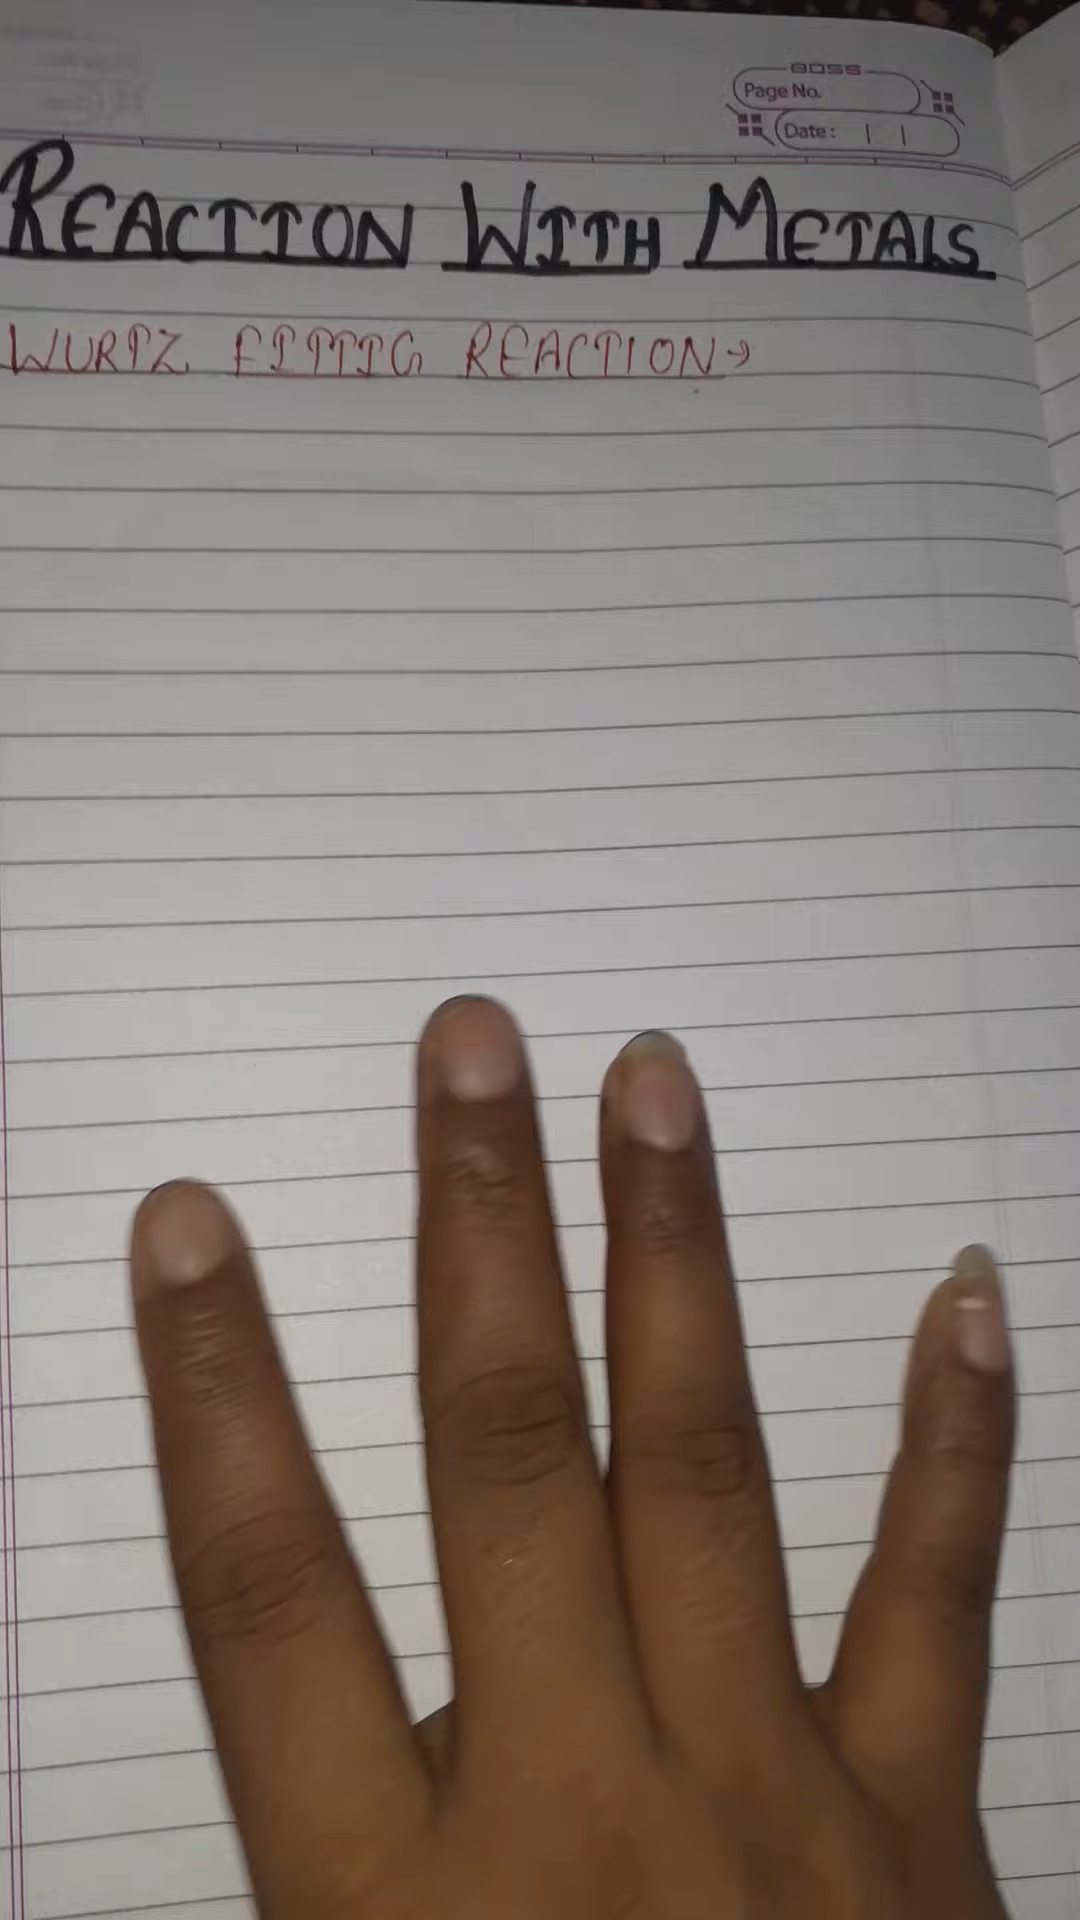 BOSS
Page No.
Date:
REACTION WITH METALS
WURTZ FITTIG REACTION→